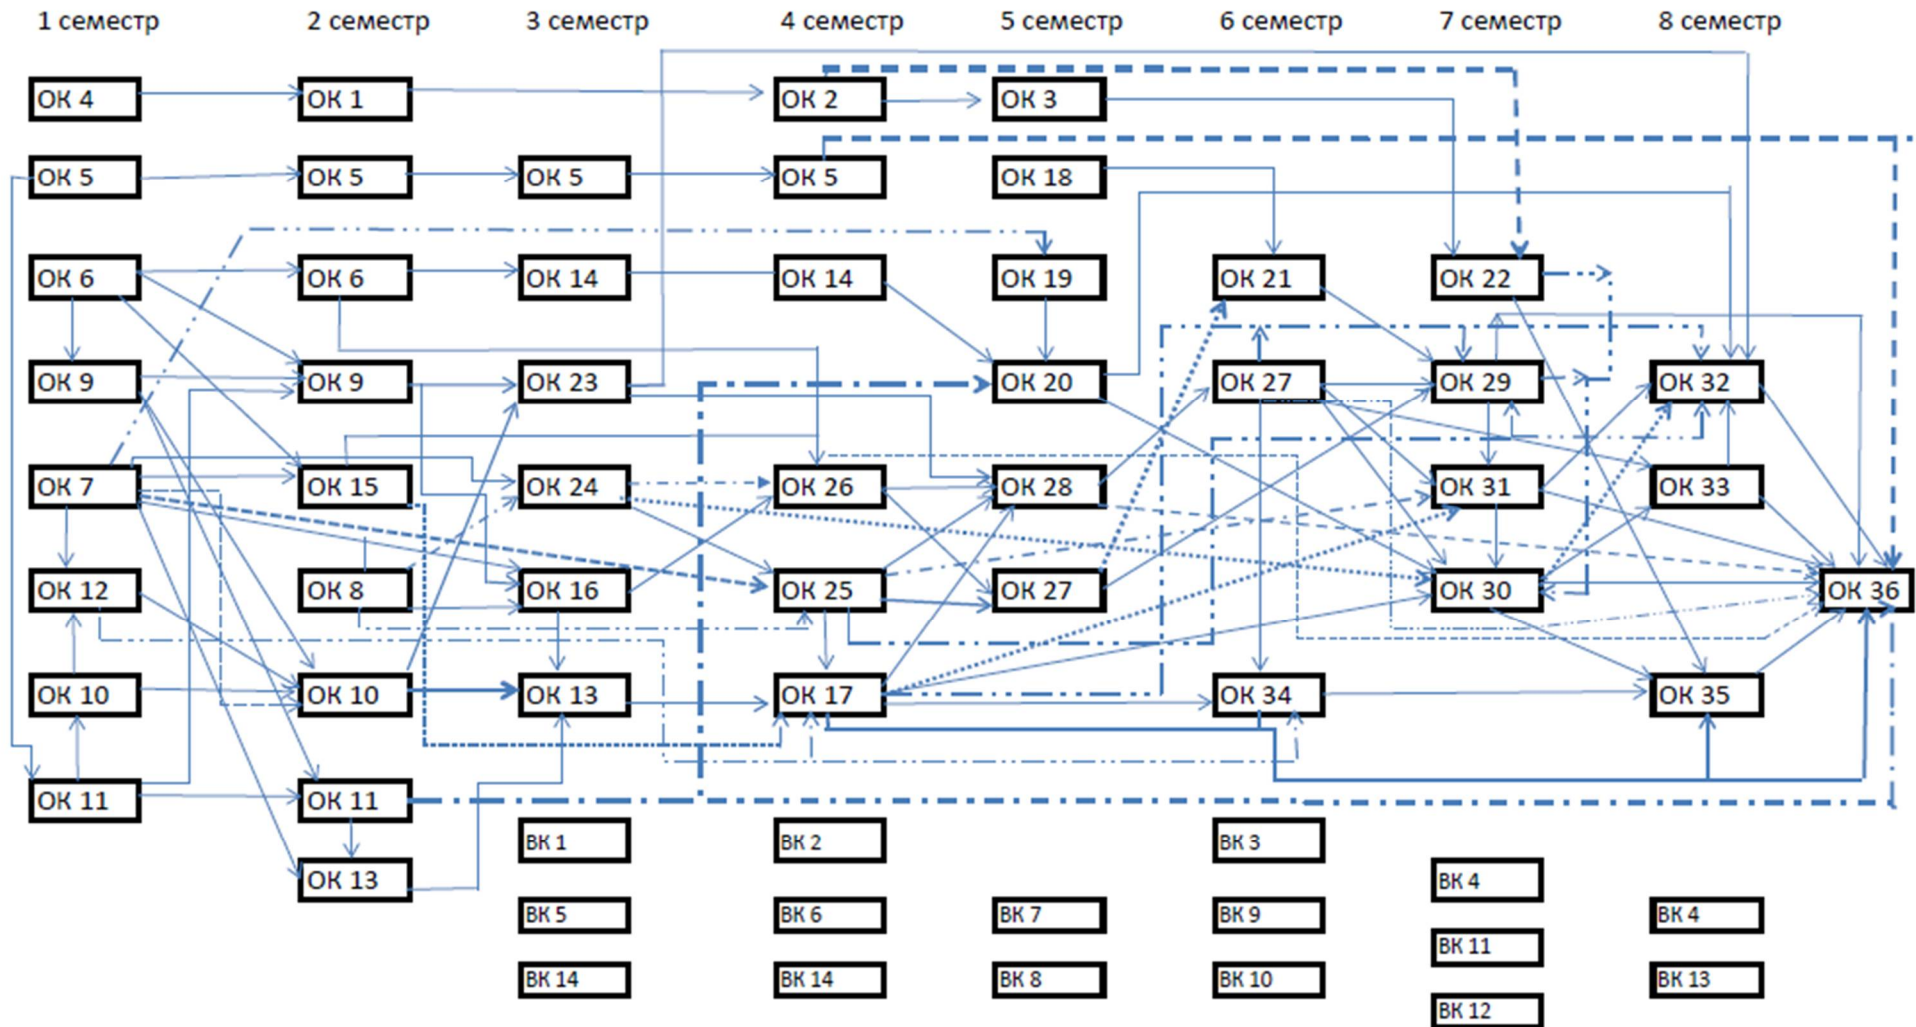 1 семестр 2 семестр 3 семестр 4 семестр 5 семестр 6 семестр 7 семестр 8 семестр
ОК 4 ОК 1 ОК 2 ОК 3
ОК 5 ОК 5 ОК 5 ОК 5 ОК 18
ОК 6 ОК 6 ОК 14 ОК 14 ОК 19 ОК 21 ОК 22
ОК 9 ОК 9 ОК 23 ОК 20 ОК 27 ОК 29 ОК 32
ОК 7 ОК 15 ОК 24 ОК 26 ОК 28 ОК 31 ОК 33
ОК 12 ОК 8 ОК 16 ОК 25 ОК 27 ОК 30 ОК 36
ОК 10 ОК 10 ОК 13 ОК 17 ОК 34 ОК 35
ОК 11 ОК 11
ВК 1 ВК 2 ВК 3
ОК 13 ВК 4
ВК 5 ВК 6 ВК 7 ВК 9 ВК 4
ВК 11
ВК 14 ВК 14 ВК 8 ВК 10 ВК 13
ВК 12